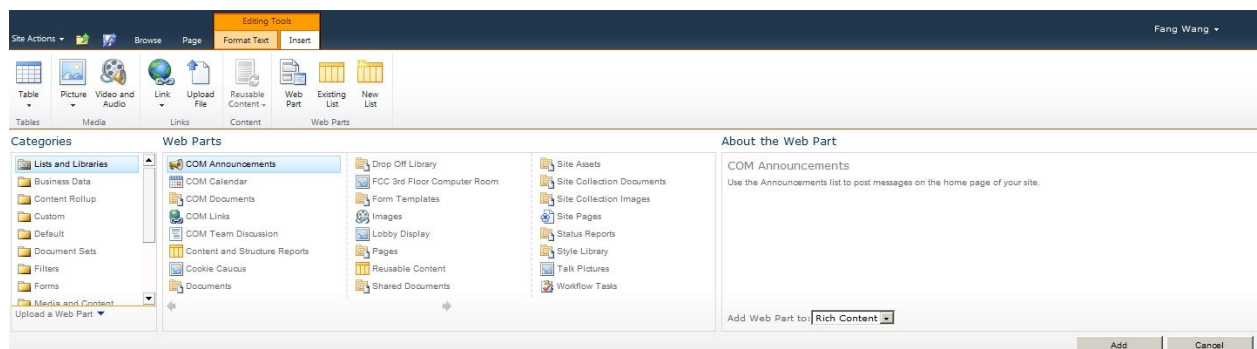 Editing Tools
Fang Wang
Site Actions Browse Page Format Text Insert
Table Picture Video and Audio Link Upload File Reusable Content Web Part Existing List New List
Tables Media Links Content Web Parts
Categories
Lists and Libraries
Business Data
Content Rollup
Custom
Default
Document Sets
Filters
Forms
Media and Content
Upload a Web Part
Web Parts
COM Announcements
COM Calendar
COM Documents
COM Links
COM Team Discussion
Content and Structure Reports
Cookie Caucus
Documents
Drop Off Library
FCC 3rd Floor Computer Room
Form Templates
Images
Lobby Display
Pages
Reusable Content
Shared Documents
Site Assets
Site Collection Documents
Site Collection Images
Site Pages
Status Reports
Style Library
Talk Pictures
Workflow Tasks
About the Web Part
COM Announcements
Use the Announcements list to post messages on the home page of your site.
Add Web Part to: Rich Content
Add Cancel